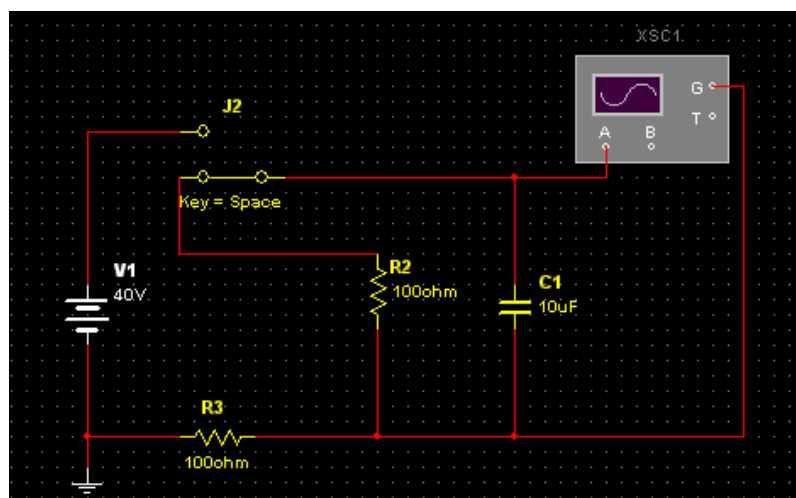 XSC1
J2
G
T
A B
Key = Space
V1
40V
R2
100ohm
C1
10uF
R3
100ohm